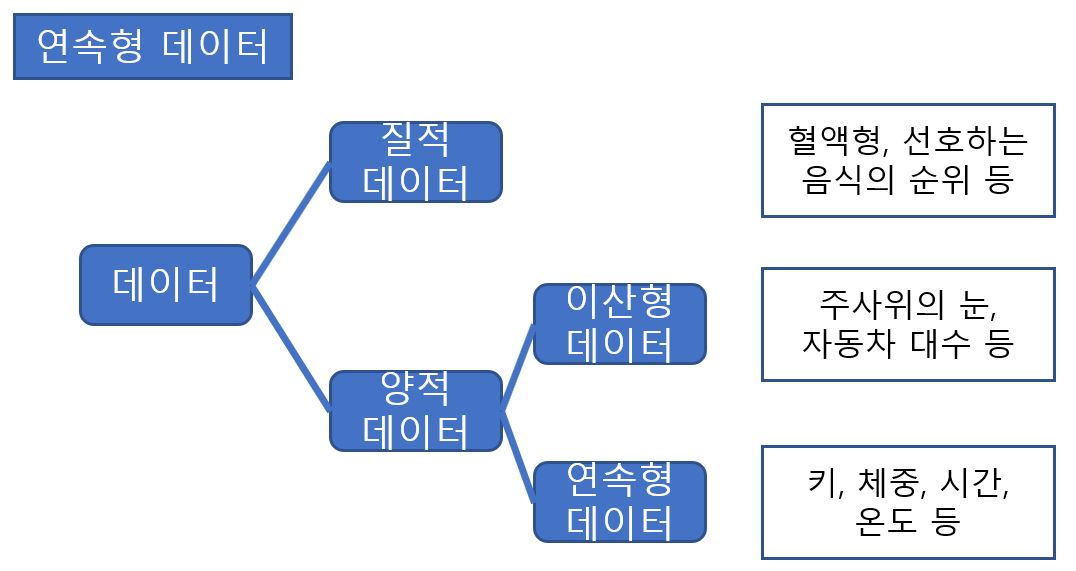 연속형 데이터
질적
데이터
혈액형, 선호하는
음식의 순위 등
데이터
이산형
데이터
주사위의 눈,
자동차 대수 등
양적
데이터
연속형
데이터
키, 체중, 시간,
온도 등